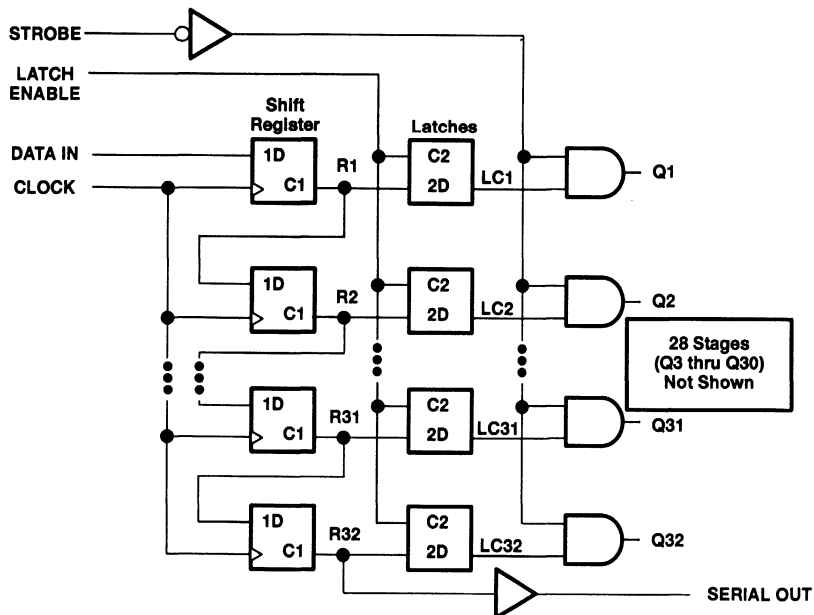 STROBE
LATCH
ENABLE
Shift
Register
Latches
DATA IN
1D
R1
C2
CLOCK
C1
2D
LC1
Q1
1D
R2
C2
C1
2D
LC2
Q2
28 Stages
(Q3 thru Q30)
Not Shown
1D
R31
C2
C1
2D
LC31
Q31
1D
R32
C2
C1
2D
LC32
Q32
SERIAL OUT